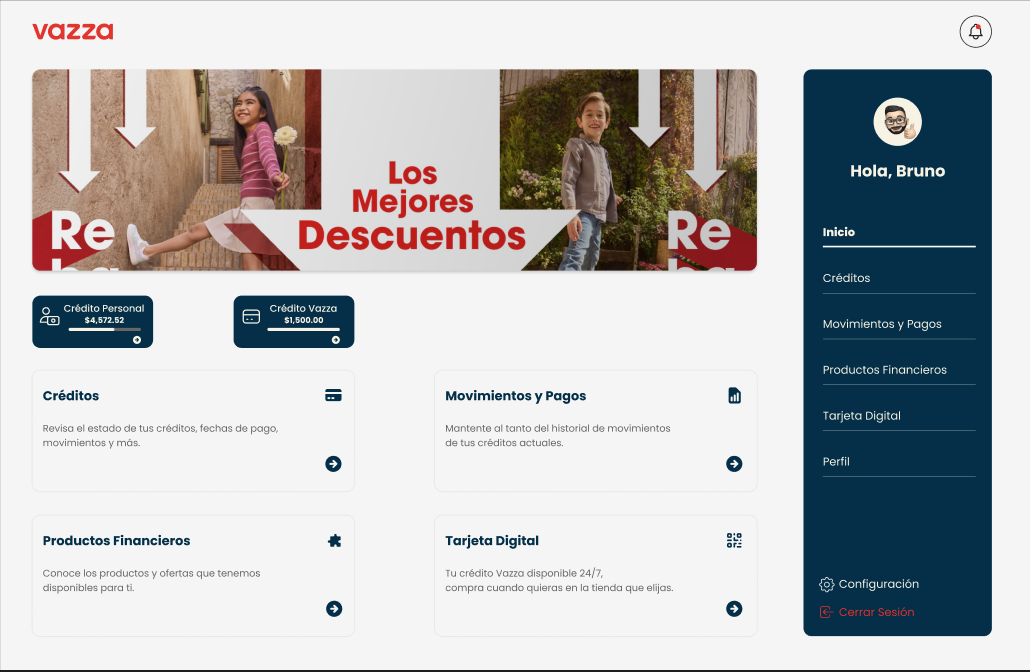 vazza
Los
Mejores
Descuentos
Re
ba
Re
ba
Crédito Personal
$4,572.52
Crédito Vazza
$1,500.00
Créditos
Revisa el estado de tus créditos, fechas de pago,
movimientos y más.
Movimientos y Pagos
Mantente al tanto del historial de movimientos
de tus créditos actuales.
Productos Financieros
Conoce los productos y ofertas que tenemos
disponibles para ti.
Tarjeta Digital
Tu crédito Vazza disponible 24/7,
compra cuando quieras en la tienda que elijas.
Hola, Bruno
Inicio
Créditos
Movimientos y Pagos
Productos Financieros
Tarjeta Digital
Perfil
Configuración
Cerrar Sesión